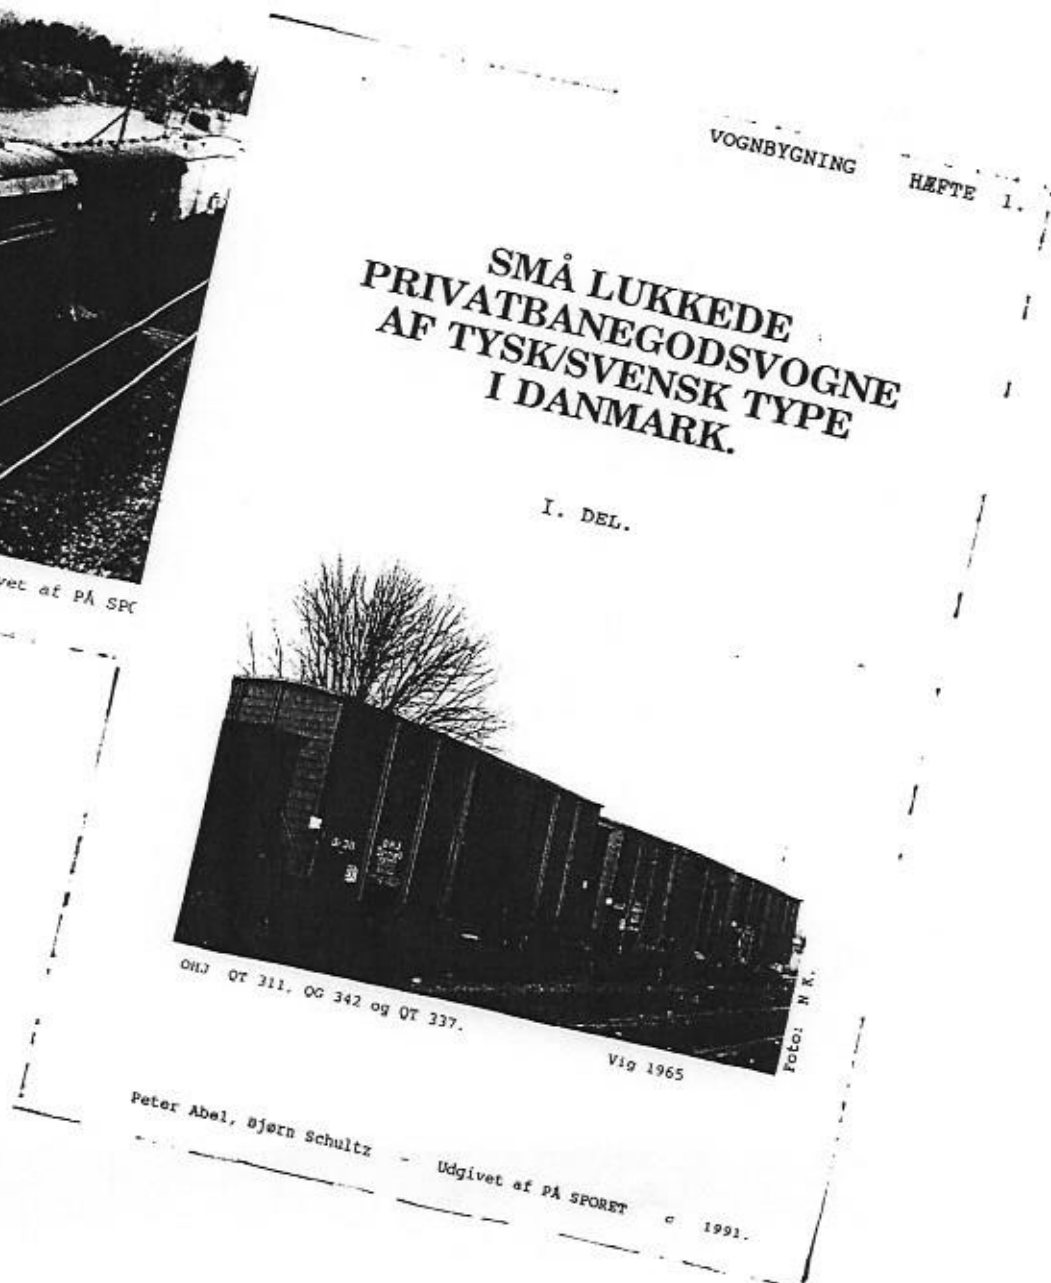 VOGNBYGNING HÆFTE 1.
SMÅ LUKKEDE
PRIVATBANEGODSVOGNE
AF TYSK/SVENSK TYPE
I DANMARK.
I. DEL.
vet af PÅ SPO
OHJ QT 311, QG 342 og QT 337.
Vig 1965
Foto: N K.
Peter Abel, Bjørn Schultz - Udgivet af PÅ SPORET c 1991.